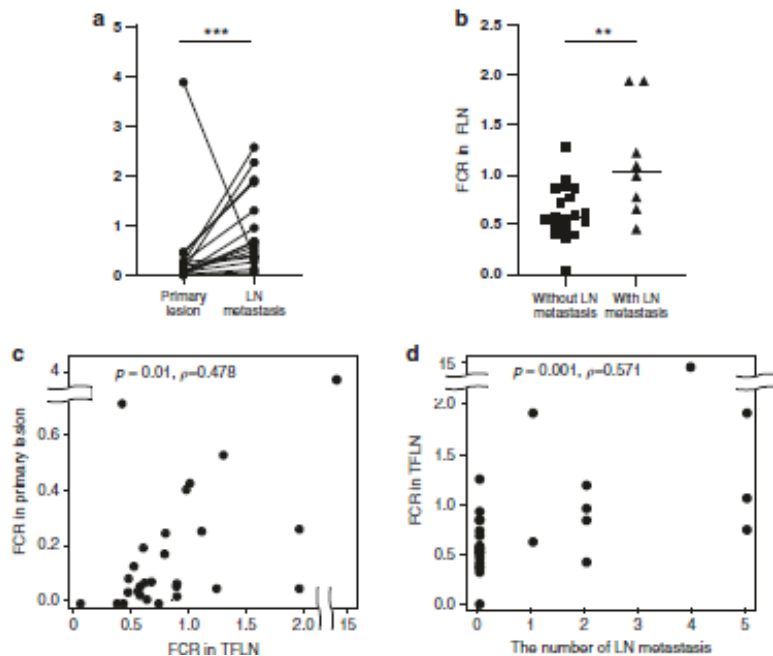 a
***
5
4
3
2
1
0
Primary
lesion
LN
metastasis
b
**
FCR in FLN
2.5
2.0
1.5
1.0
0.5
0.0
Without LN
metastasis
With LN
metastasis
c
p = 0.01, ρ=0.478
FCR in primary lesion
4
0.6
0.4
0.2
0.0
0
0.5
1.0
1.5
2.0
15
FCR in TFLN
d
p = 0.001, ρ=0.571
FCR in TFLN
15
2.0
1.5
1.0
0.5
0.0
0
1
2
3
4
5
The number of LN metastasis